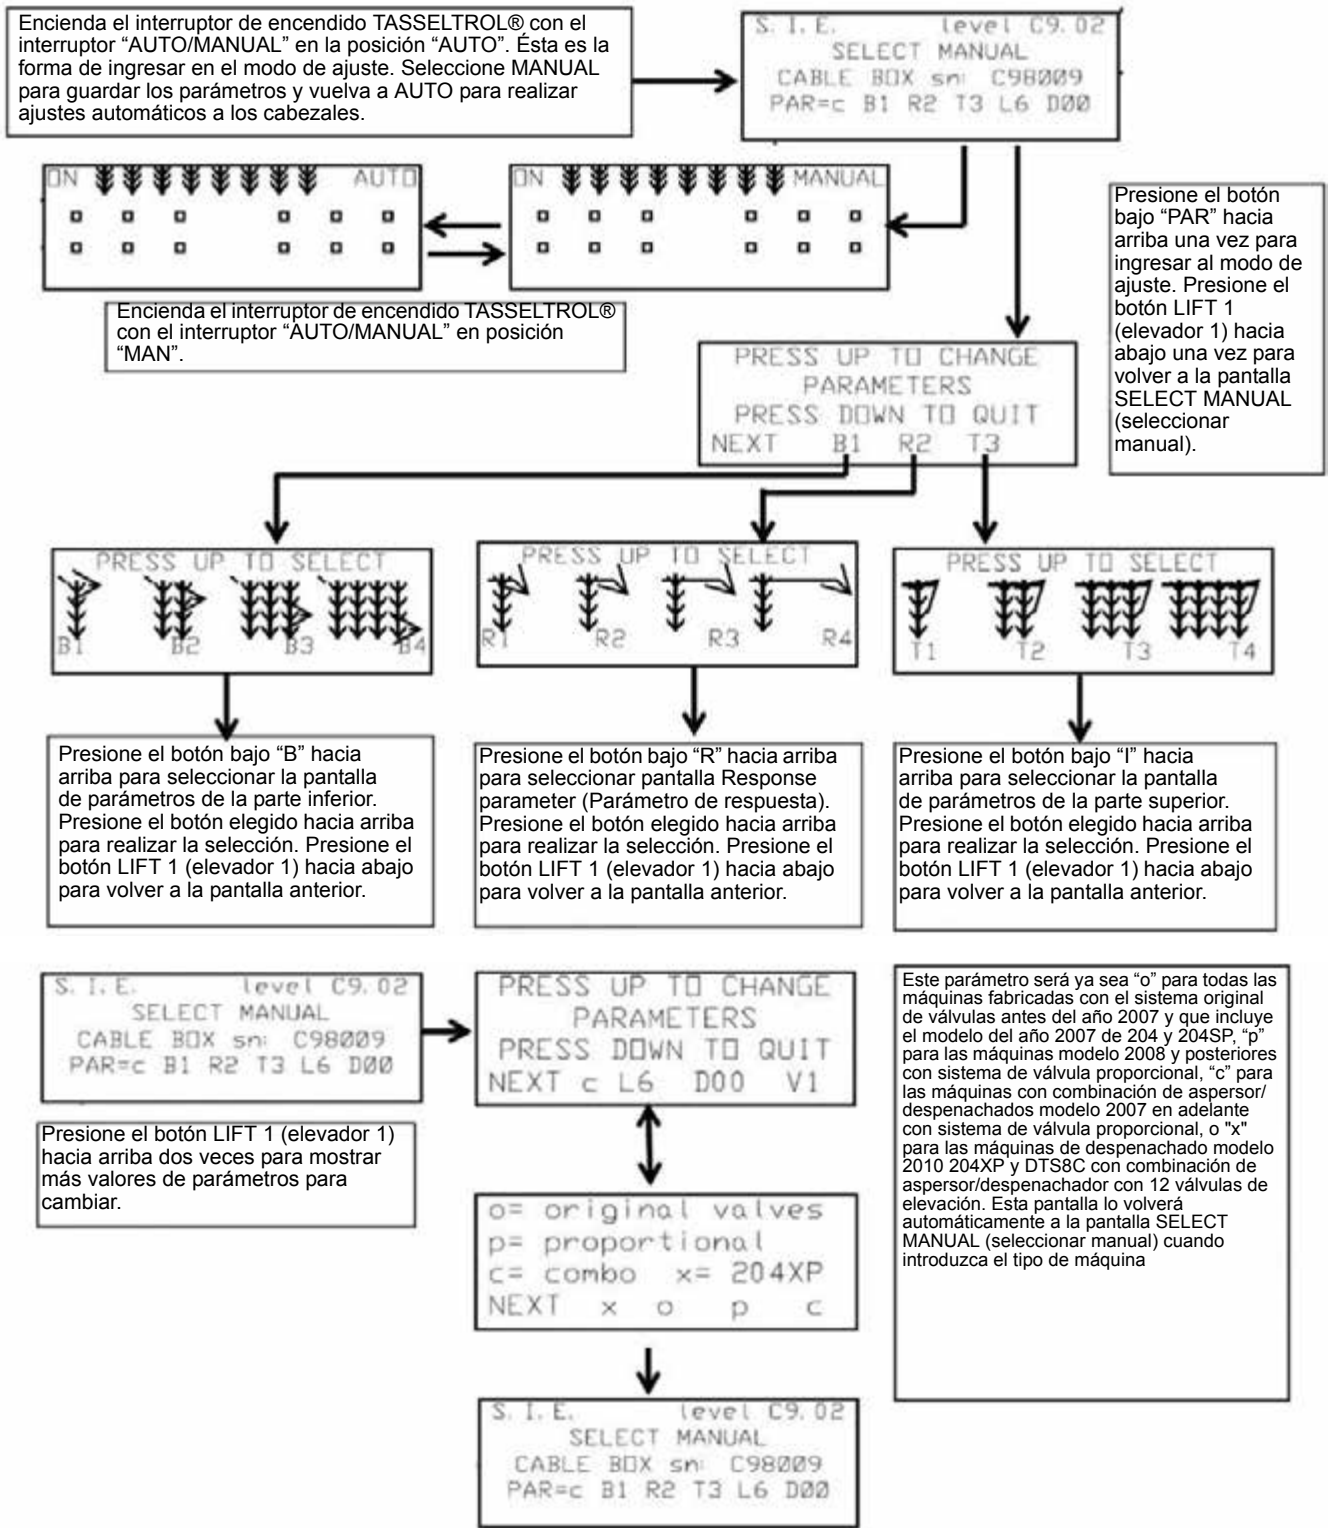 Encienda el interruptor de encendido TASSELTROL® con el
interruptor “AUTO/MANUAL” en la posición “AUTO”. Ésta es la
forma de ingresar en el modo de ajuste. Seleccione MANUAL
para guardar los parámetros y vuelva a AUTO para realizar
ajustes automáticos a los cabezales.
S. I. E. level C9.02
SELECT MANUAL
CABLE BOX sn: C98009
PAR=c B1 R2 T3 L6 D00
ON AUTO
ON MANUAL
Encienda el interruptor de encendido TASSELTROL®
con el interruptor “AUTO/MANUAL” en posición
“MAN”.
Presione el botón
bajo “PAR” hacia
arriba una vez para
ingresar al modo de
ajuste. Presione el
botón LIFT 1
(elevador 1) hacia
abajo una vez para
volver a la pantalla
SELECT MANUAL
(seleccionar
manual).
PRESS UP TO CHANGE
PARAMETERS
PRESS DOWN TO QUIT
NEXT B1 R2 T3
PRESS UP TO SELECT
B1 B2 B3 B4
PRESS UP TO SELECT
R1 R2 R3 R4
PRESS UP TO SELECT
T1 T2 T3 T4
Presione el botón bajo “B” hacia
arriba para seleccionar la pantalla
de parámetros de la parte inferior.
Presione el botón elegido hacia arriba
para realizar la selección. Presione el
botón LIFT 1 (elevador 1) hacia abajo
para volver a la pantalla anterior.
Presione el botón bajo “R” hacia arriba
para seleccionar pantalla Response
parameter (Parámetro de respuesta).
Presione el botón elegido hacia arriba
para realizar la selección. Presione el
botón LIFT 1 (elevador 1) hacia abajo
para volver a la pantalla anterior.
Presione el botón bajo “I” hacia
arriba para seleccionar la pantalla
de parámetros de la parte superior.
Presione el botón elegido hacia arriba
para realizar la selección. Presione el
botón LIFT 1 (elevador 1) hacia abajo
para volver a la pantalla anterior.
S. I. E. level C9.02
SELECT MANUAL
CABLE BOX sn: C98009
PAR=c B1 R2 T3 L6 D00
PRESS UP TO CHANGE
PARAMETERS
PRESS DOWN TO QUIT
NEXT c L6 D00 V1
Presione el botón LIFT 1 (elevador 1)
hacia arriba dos veces para mostrar
más valores de parámetros para
cambiar.
o= original valves
p= proportional
c= combo x= 204XP
NEXT x o p c
Este parámetro será ya sea “o” para todas las
máquinas fabricadas con el sistema original
de válvulas antes del año 2007 y que incluye
el modelo del año 2007 de 204 y 204SP, “p”
para las máquinas modelo 2008 y posteriores
con sistema de válvula proporcional, “c” para
las máquinas con combinación de aspersor/
despenachados modelo 2007 en adelante
con sistema de válvula proporcional, o "x"
para las máquinas de despenachado modelo
2010 204XP y DTS8C con combinación de
aspersor/despenachador con 12 válvulas de
elevación. Esta pantalla lo volverá
automáticamente a la pantalla SELECT
MANUAL (seleccionar manual) cuando
introduzca el tipo de máquina
S. I. E. level C9.02
SELECT MANUAL
CABLE BOX sn: C98009
PAR=c B1 R2 T3 L6 D00